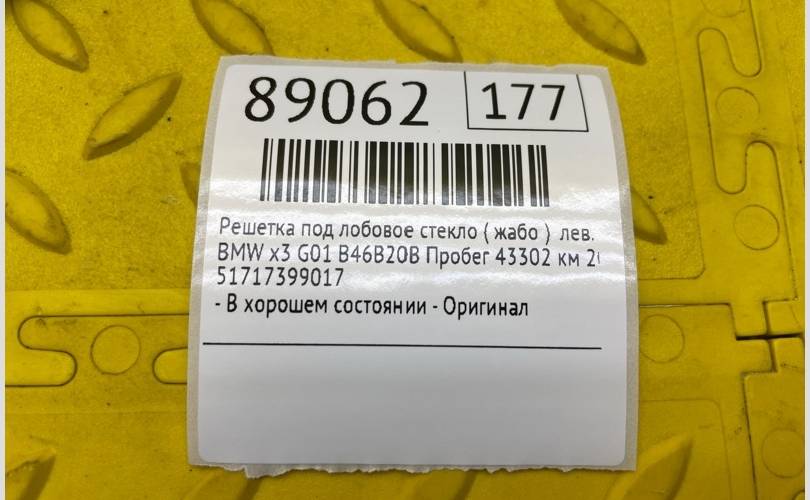 89062 177
Решетка под лобовое стекло ( жабо ) лев.
BMW x3 G01 B46B20B Пробег 43302 км
51717399017
- В хорошем состоянии - Оригинал